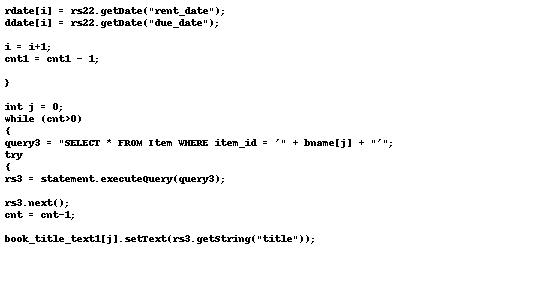 rdate[i] = rs22.getDate("rent_date");
ddate[i] = rs22.getDate("due_date");
i = i+1;
cnt1 = cnt1 - 1;
}
int j = 0;
while (cnt>0)
{
query3 = "SELECT * FROM Item WHERE item_id = '" + bname[j] + "'";
try
{
rs3 = statement.executeQuery(query3);
rs3.next();
cnt = cnt-1;
book_title_text1[j].setText(rs3.getString("title"));